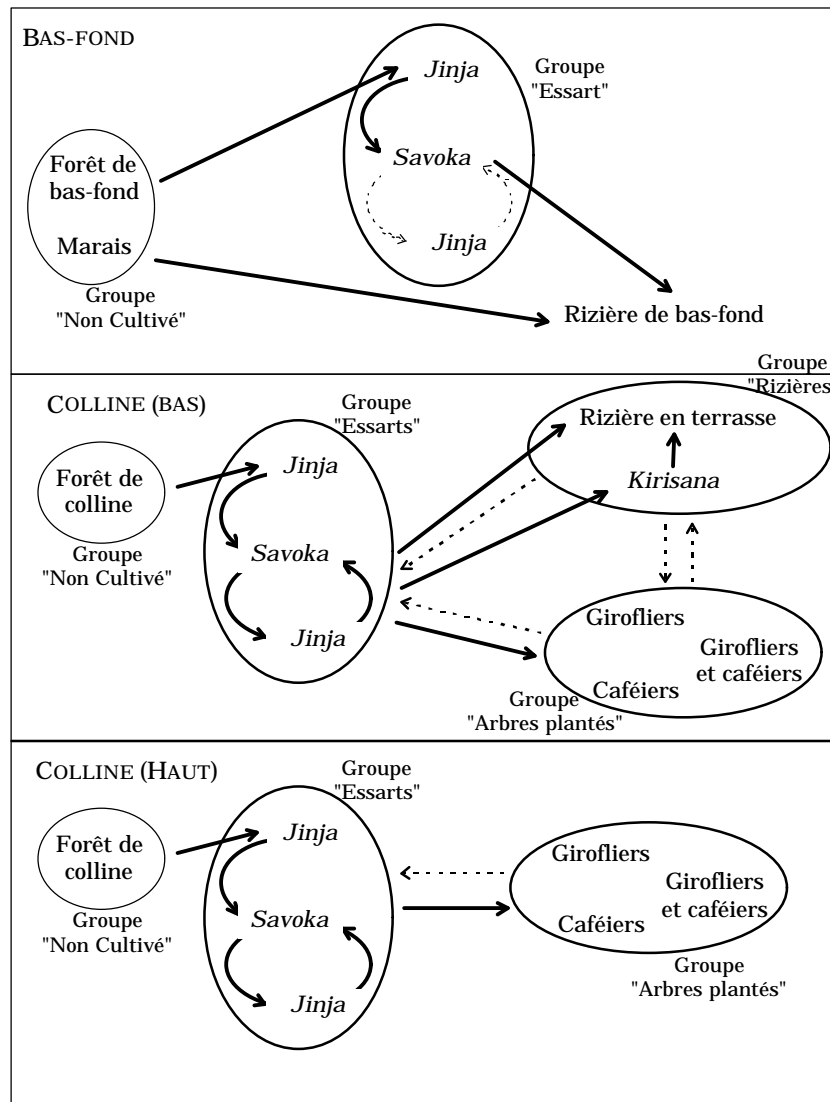 BAS-FOND
Jinja
Groupe
"Essart"
Forêt de
bas-fond
Marais
Savoka
Jinja
Groupe
"Non Cultivé"
Rizière de bas-fond
COLLINE (BAS)
Groupe
"Essarts"
Groupe
"Rizières
Forêt de
colline
Jinja
Rizière en terrasse
Kirisana
Groupe
"Non Cultivé"
Savoka
Jinja
Girofliers
Girofliers
et caféiers
Caféiers
Groupe
"Arbres plantés"
COLLINE (HAUT)
Groupe
"Essarts"
Forêt de
colline
Jinja
Girofliers
Girofliers
et caféiers
Caféiers
Groupe
"Non Cultivé"
Savoka
Jinja
Groupe
"Arbres plantés"